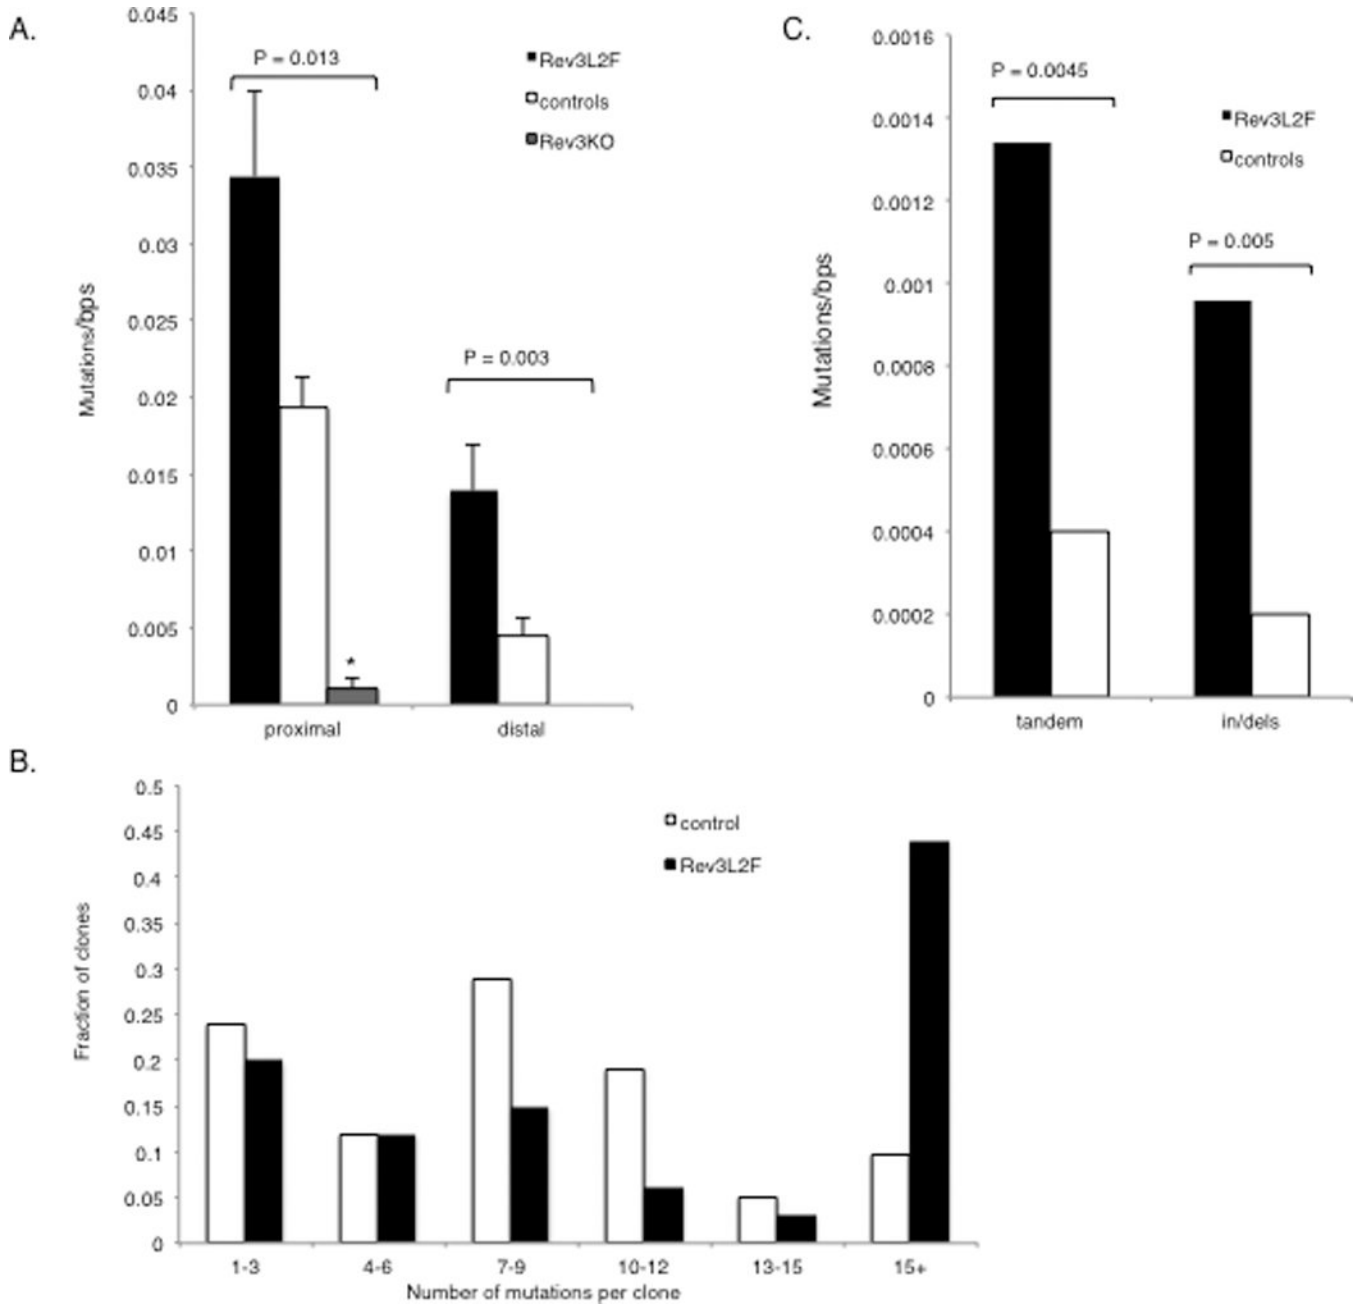 A.
0.045
0.04
0.035
0.03
0.025
0.02
0.015
0.01
0.005
0
Mutations/bps
P = 0.013
P = 0.003
Rev3L2F
controls
Rev3KO
*
proximal distal
C.
0.0016
0.0014
0.0012
0.001
0.0008
0.0006
0.0004
0.0002
0
Mutations/bps
P = 0.0045
P = 0.005
Rev3L2F
controls
tandem in/dels
B.
0.5
0.45
0.4
0.35
0.3
0.25
0.2
0.15
0.1
0.05
0
Fraction of clones
control
Rev3L2F
1-3 4-6 7-9 10-12 13-15 15+
Number of mutations per clone